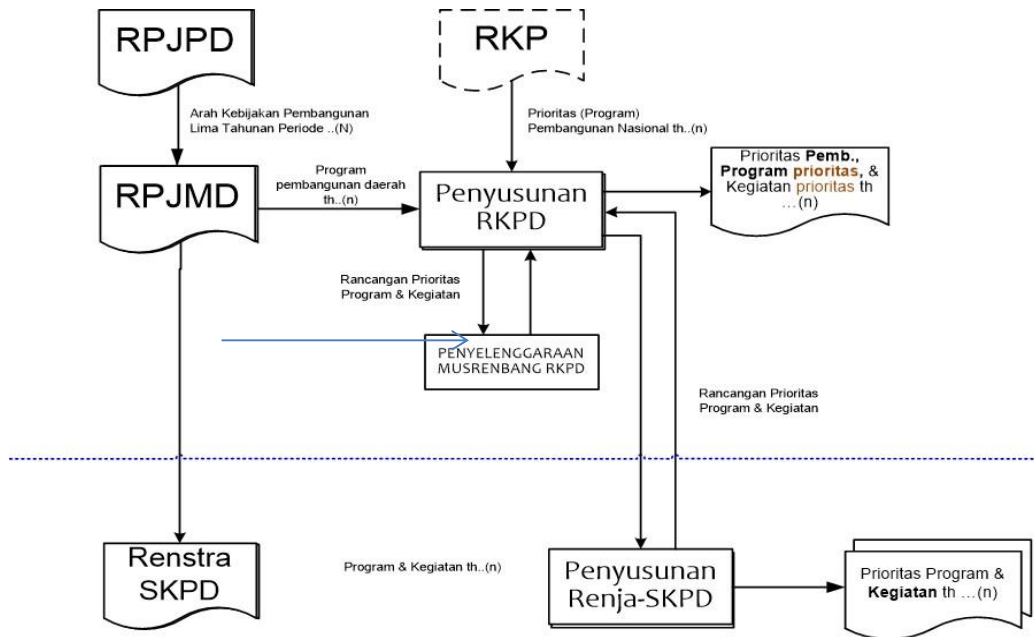 RPJPD
RKP
Arah Kebijakan Pembangunan
Lima Tahunan Periode ..(N)
Prioritas (Program)
Pembangunan Nasional th..(n)
RPJMD
Program
pembangunan daerah
th..(n)
Penyusunan
RKPD
Prioritas Pemb.,
Program prioritas, &
Kegiatan prioritas th
...(n)
Rancangan Prioritas
Program & Kegiatan
PENYELENGGARAAN
MUSRENBANG RKPD
Rancangan Prioritas
Program & Kegiatan
Renstra
SKPD
Program & Kegiatan th..(n)
Penyusunan
Renja-SKPD
Prioritas Program &
Kegiatan th ...(n)